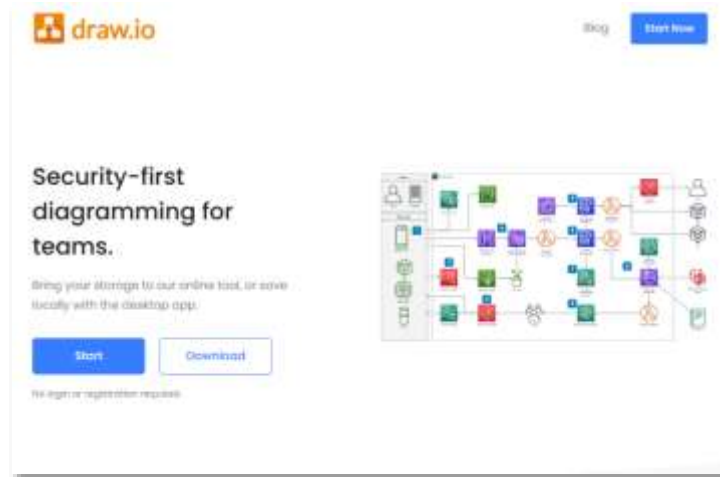 draw.io
Blog
Start Now
Security-first
diagramming for
teams.
Bring your storage to our online tool, or save
locally with the desktop app.
Start
Download
No login or registration required.